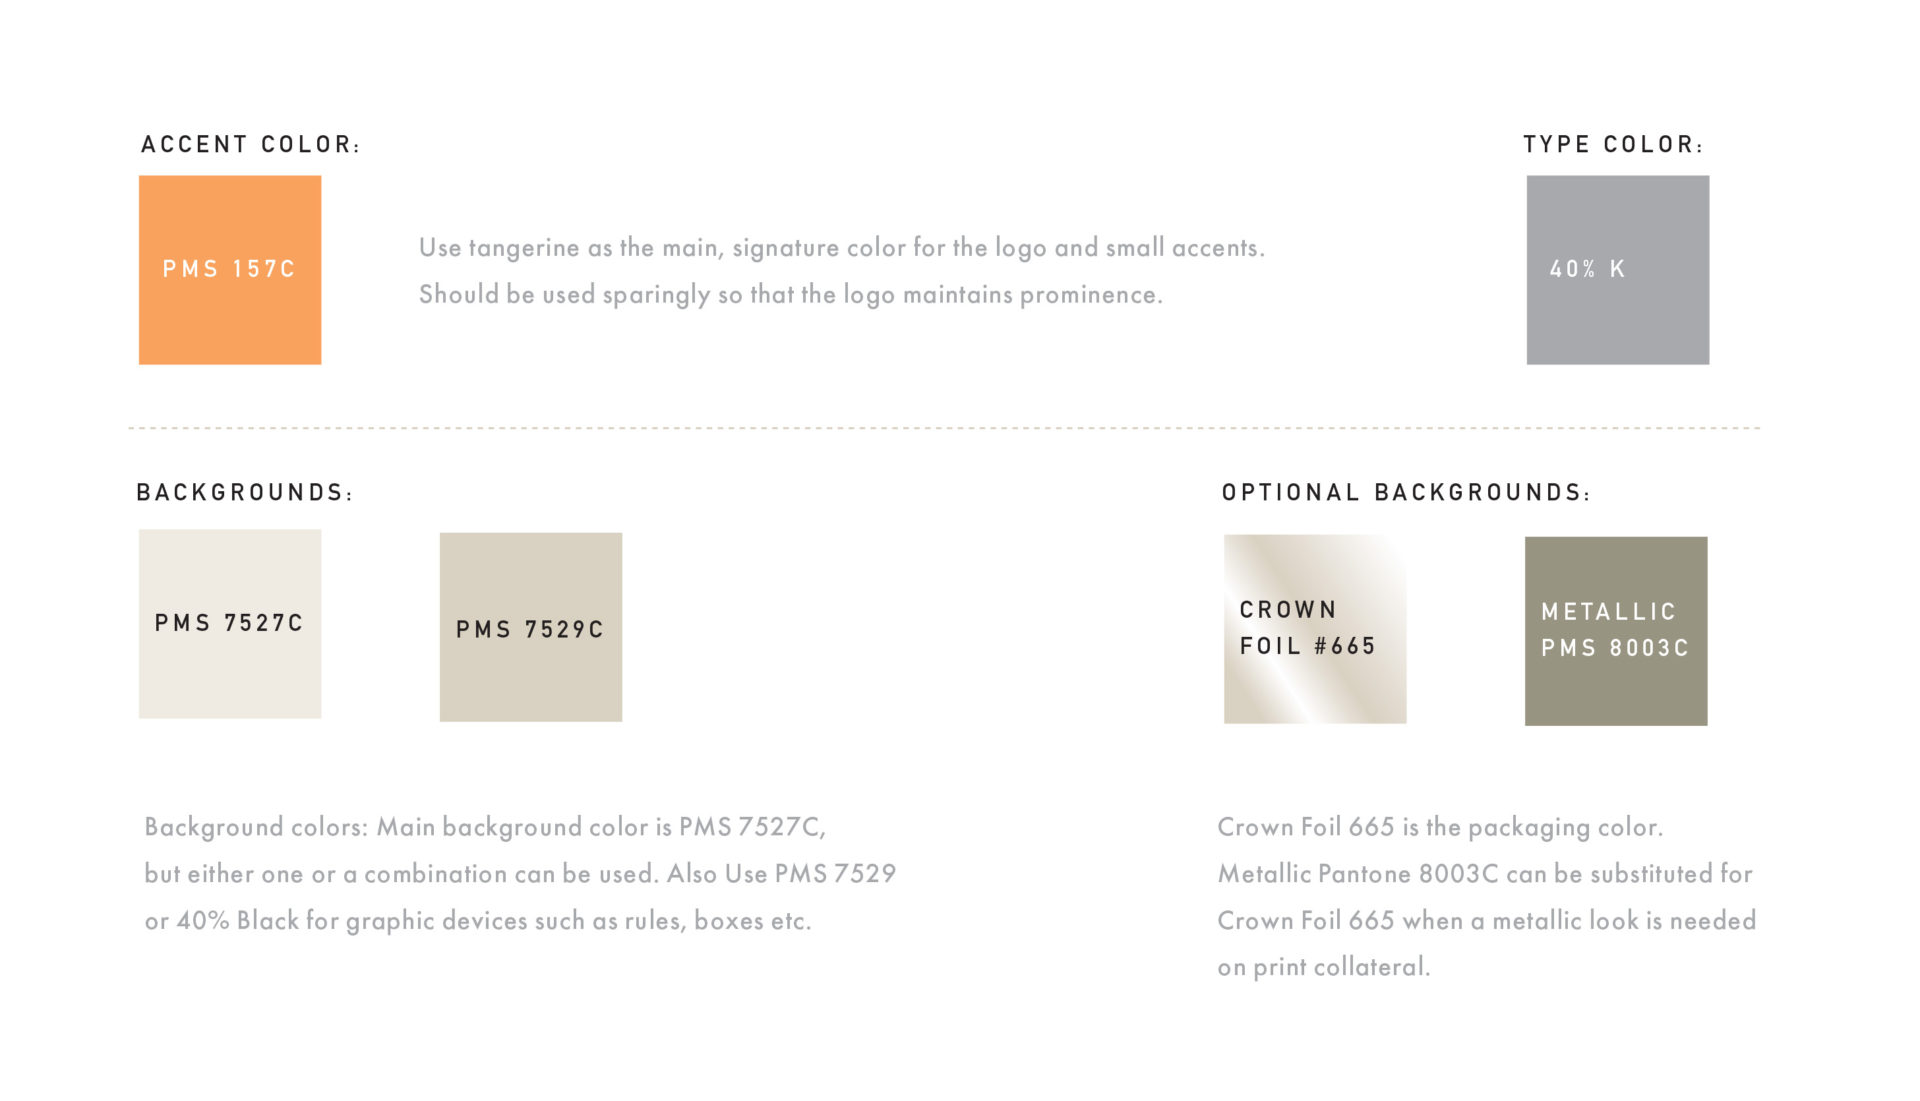 ACCENT COLOR:
PMS 157C
Use tangerine as the main, signature color for the logo and small accents.
Should be used sparingly so that the logo maintains prominence.
TYPE COLOR:
40% K
BACKGROUNDS:
PMS 7527C
PMS 7529C
Background colors: Main background color is PMS 7527C,
but either one or a combination can be used. Also Use PMS 7529
or 40% Black for graphic devices such as rules, boxes etc.
OPTIONAL BACKGROUNDS:
CROWN
FOIL #665
METALLIC
PMS 8003C
Crown Foil 665 is the packaging color.
Metallic Pantone 8003C can be substituted for
Crown Foil 665 when a metallic look is needed
on print collateral.